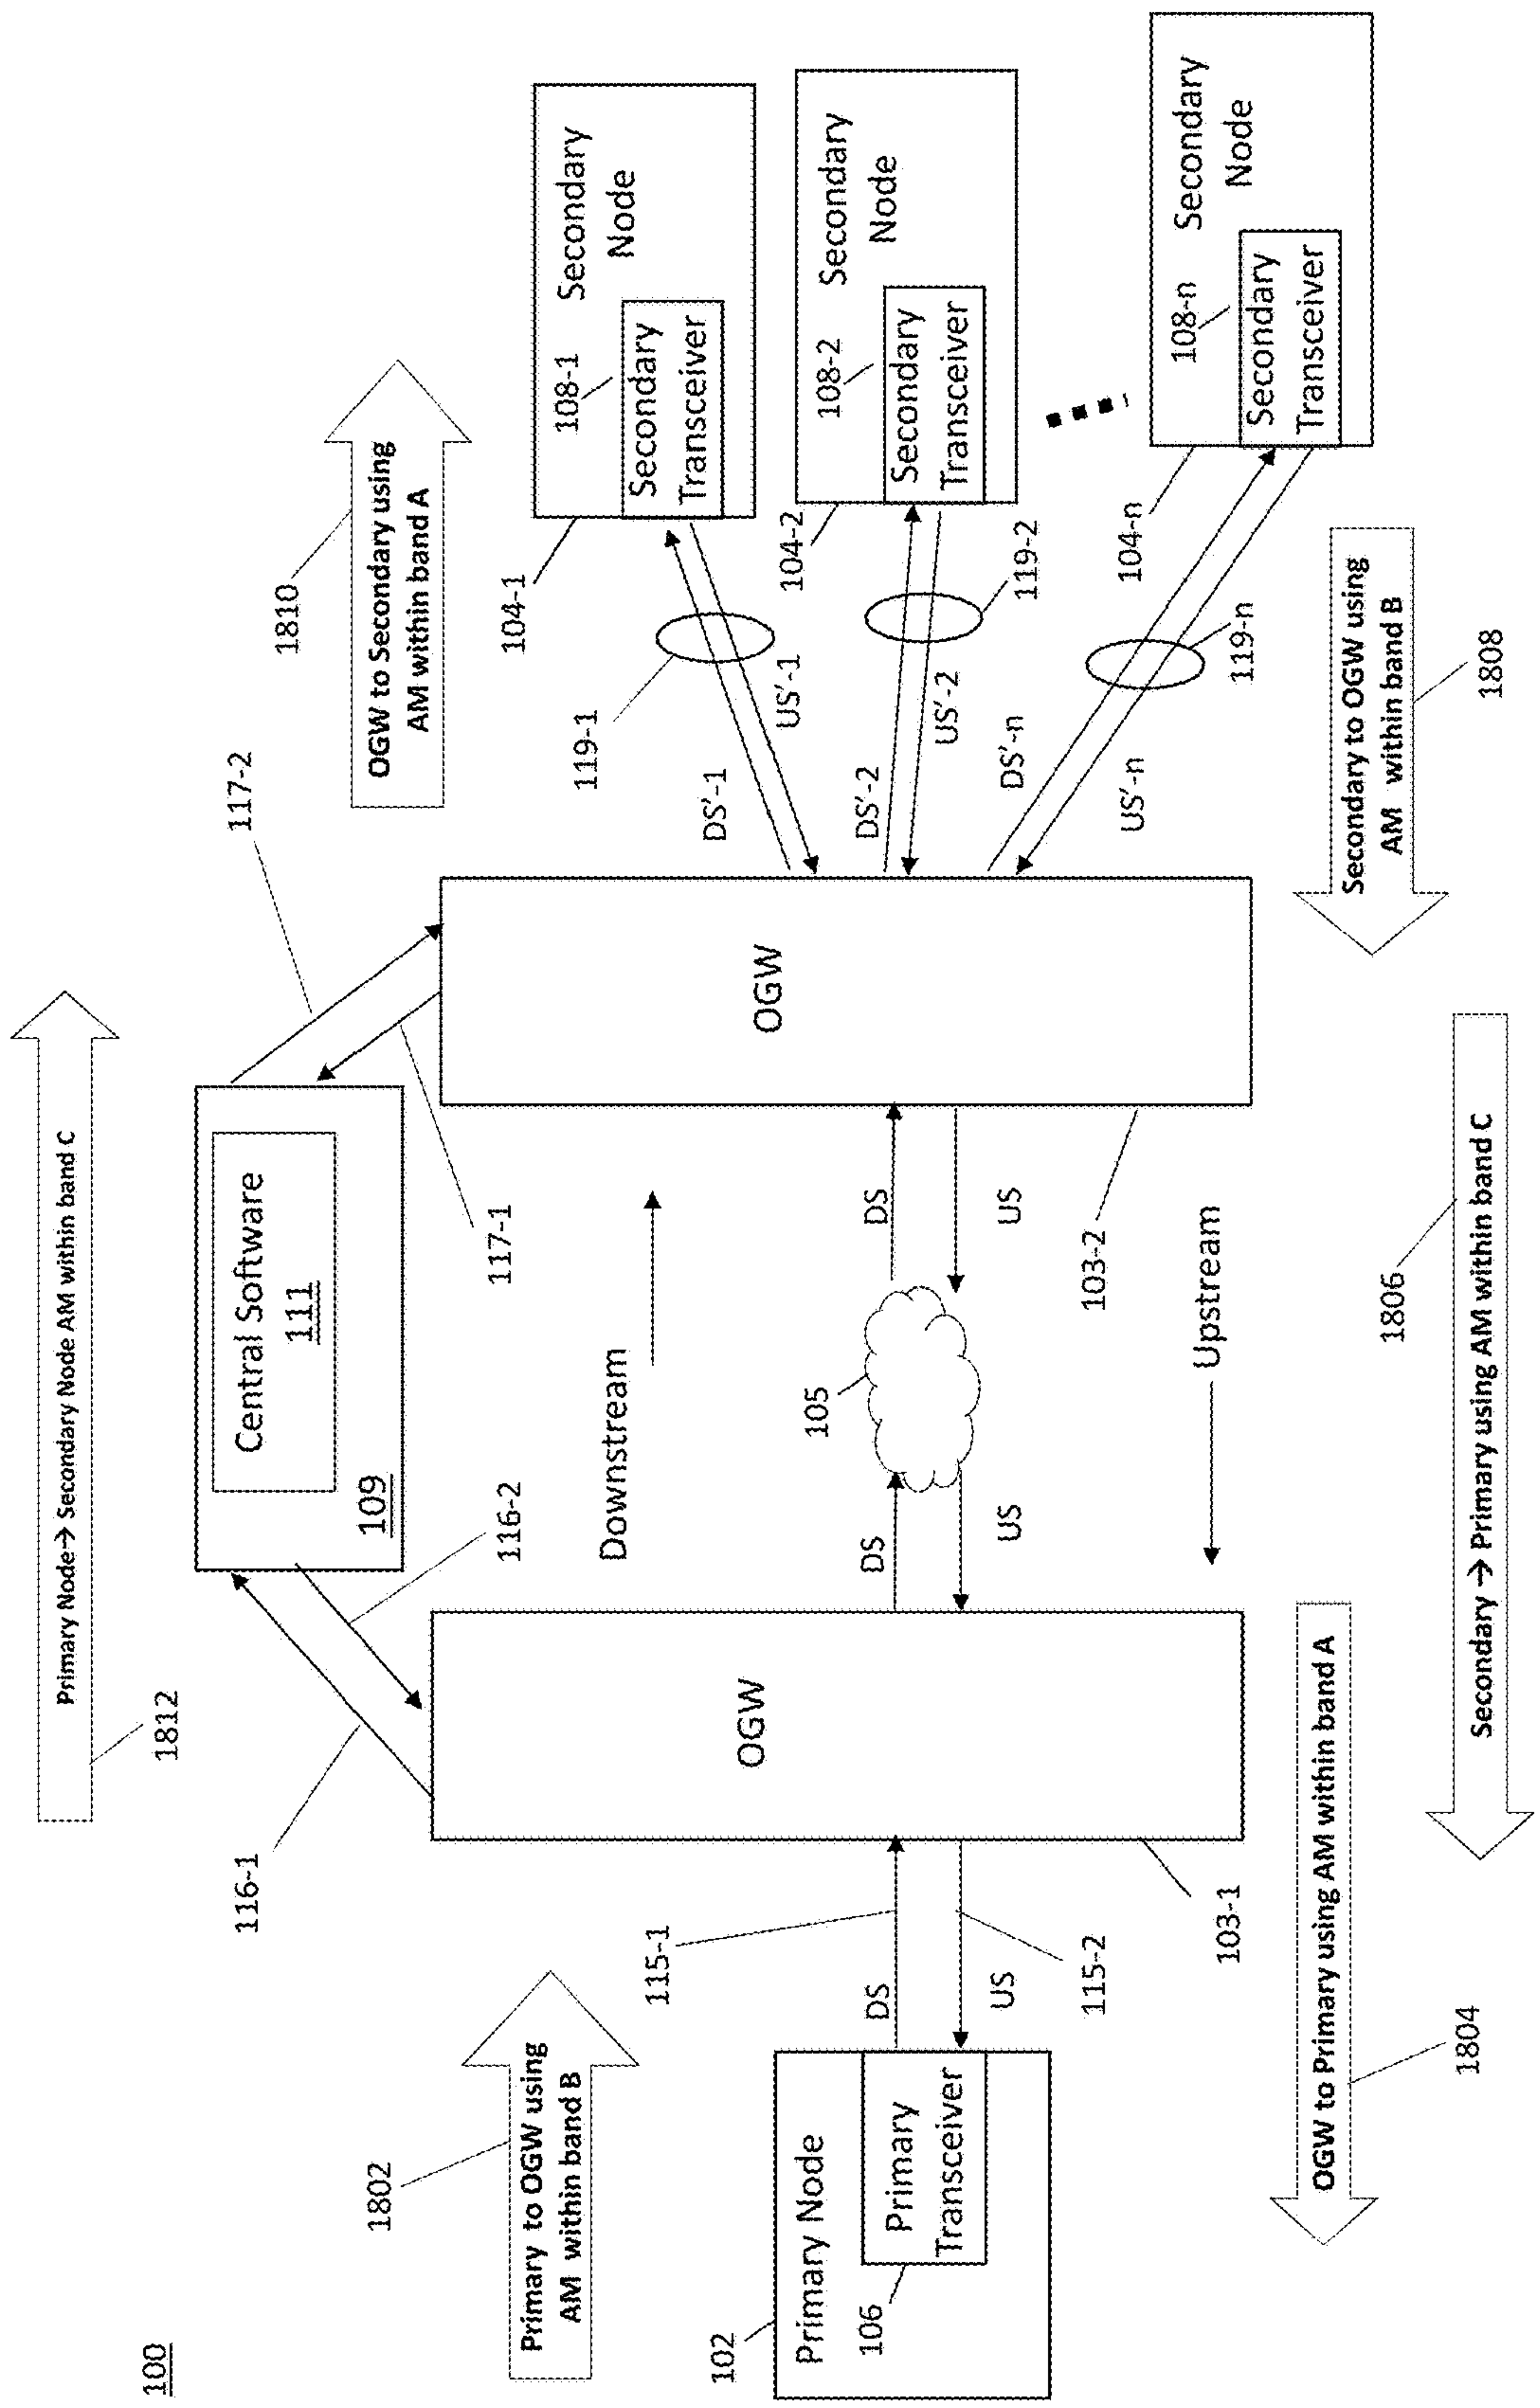 100
Primary Node→ Secondary Node AM within band C
1812
116-1
116-2
Central Software
111
109
117-1
117-2
1810
OGW to Secondary using
AM within band A
1802
Primary to OGW using
AM within band B
102
Primary Node
106
Primary
Transceiver
DS
US
115-1
115-2
103-1
OGW
Downstream
DS
US
105
DS
US
Upstream
103-2
OGW
DS'-1
US'-1
119-1
DS'-2
US'-2
119-2
DS'-n
US'-n
119-n
104-1
108-1
Secondary
Node
Secondary
Transceiver
104-2
108-2
Secondary
Node
Secondary
Transceiver
104-n
108-n
Secondary
Node
Secondary
Transceiver
OGW to Primary using AM within band A
1804
Secondary → Primary using AM within band C
1806
Secondary to OGW using
AM within band B
1808